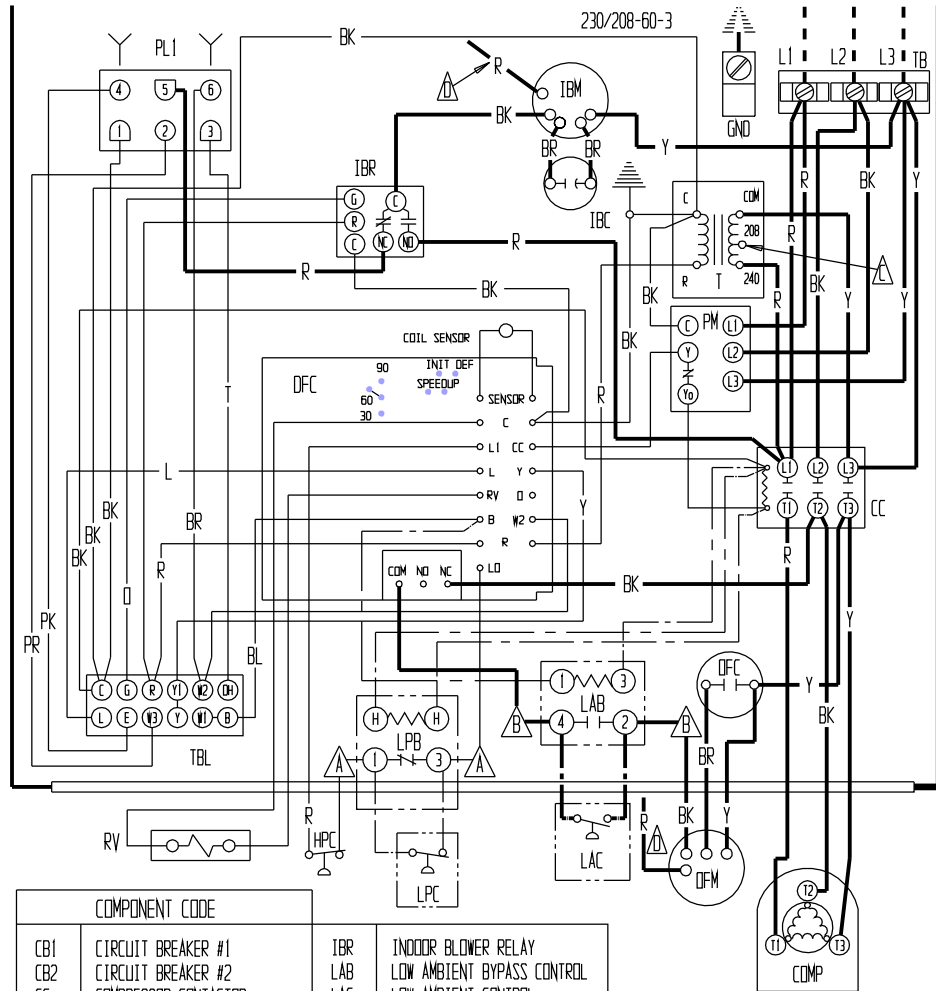 230/208-60-3
L1 L2 L3 TB
PL1
BK
R
D
IBM
GND
4 5 6
1 2 3
BK
BR BR
Y
IBR
G C
R
C NC NO
IBC
C COM
208
R T 240
R BK Y
C
R
R
BK
BK
R
BK
Y
Y
C PM L1
Y L2
Yo L3
COIL SENSOR
INIT DEF
SPEEDUP
90
60
30
DFC
SENSOR
C
L1 CC
L Y
RV O
B W2
R
LO
COM NO NC
T
R
BK
L
Y
L1 L2 L3
T1 T2 T3
CC
BK
BK
BK
BR
O
R
PK
PR
BL
BK
R
Y
C G R Y1 W2 OH
L E W3 Y W1 B
TBL
1 3
LAB
4 2
B B
OFC
Y
BK
BR
H H
LPB
1 3
A A
RV
R
HPC
LPC
LAC
R
D
BK
Y
OFM
T2
T1 T3
COMP
COMPONENT CODE
CB1 CIRCUIT BREAKER #1
CB2 CIRCUIT BREAKER #2
IBR INDOOR BLOWER RELAY
LAB LOW AMBIENT BYPASS CONTROL